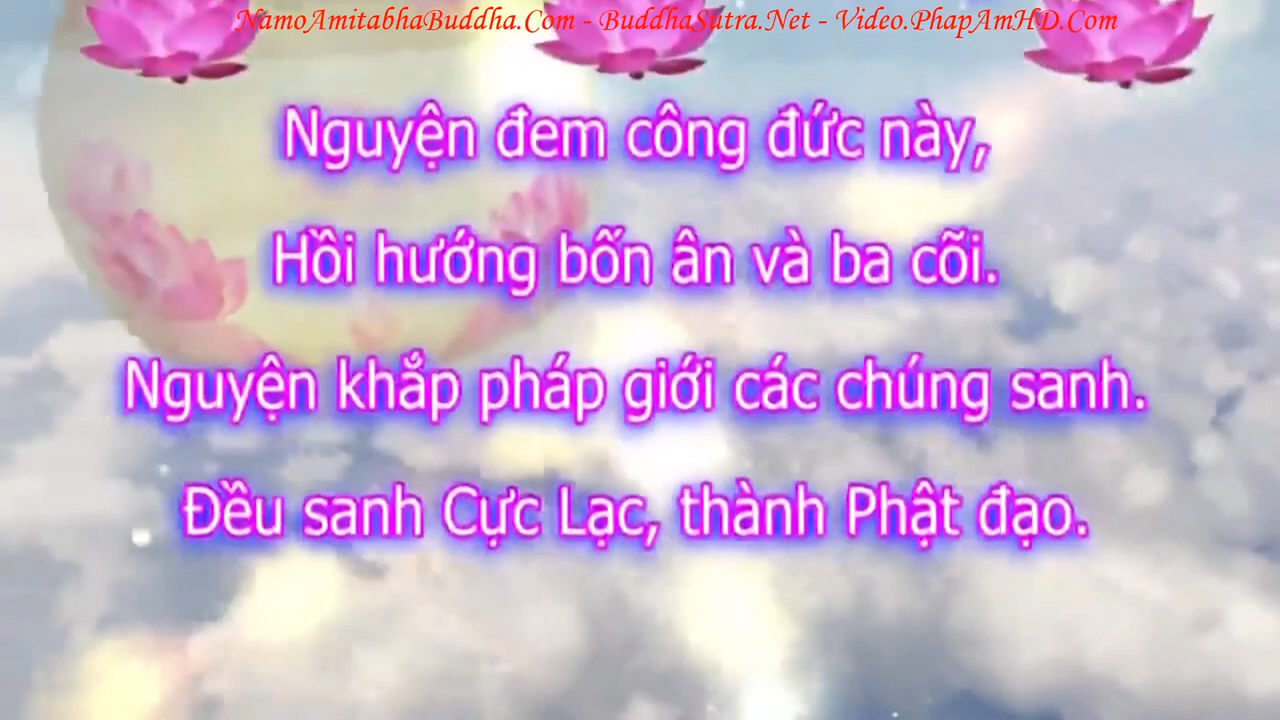 NamoAmitabhaBuddha.Com - BuddhaSutra.Net - Video.PhapAmHD.Com
Nguyện đem công đức này,
Hồi hướng bốn ân và ba cõi.
Nguyện khắp pháp giới các chúng sanh.
Đều sanh Cực Lạc, thành Phật đạo.